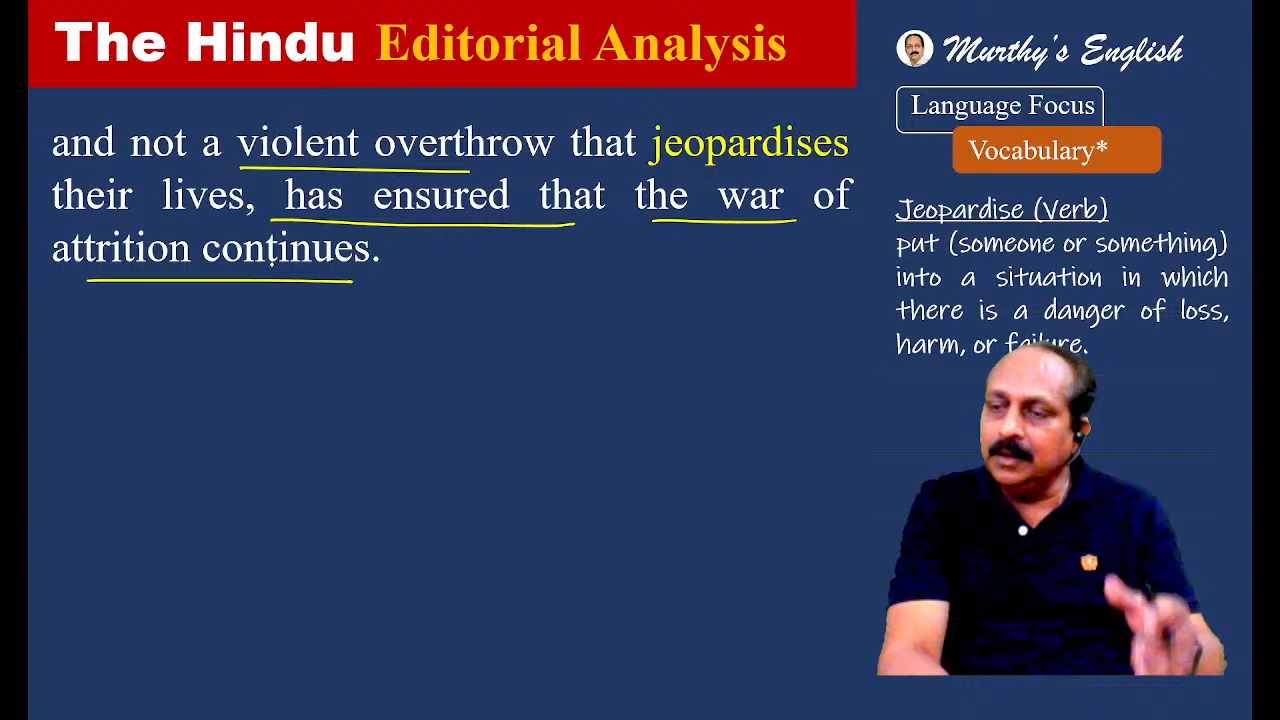 The Hindu Editorial Analysis
and not a violent overthrow that jeopardises
their lives, has ensured that the war of
attrition continues.
Murthy's English
Language Focus
Vocabulary*
Jeopardise (Verb)
put (someone or something)
into a situation in which
there is a danger of loss,
harm, or failure.